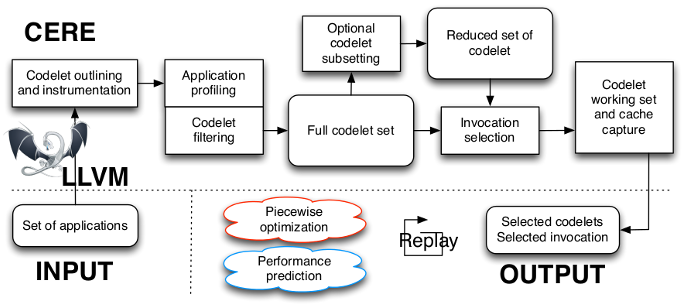 CERE
Codelet outlining
and instrumentation
Application
profiling
Codelet
filtering
Optional
codelet
subsetting
Reduced set of
codelet
Full codelet set
Invocation
selection
Codelet
working set
and cache
capture
LLVM
Set of applications
INPUT
Piecewise
optimization
Performance
prediction
Replay
Selected codelets
Selected invocation
OUTPUT